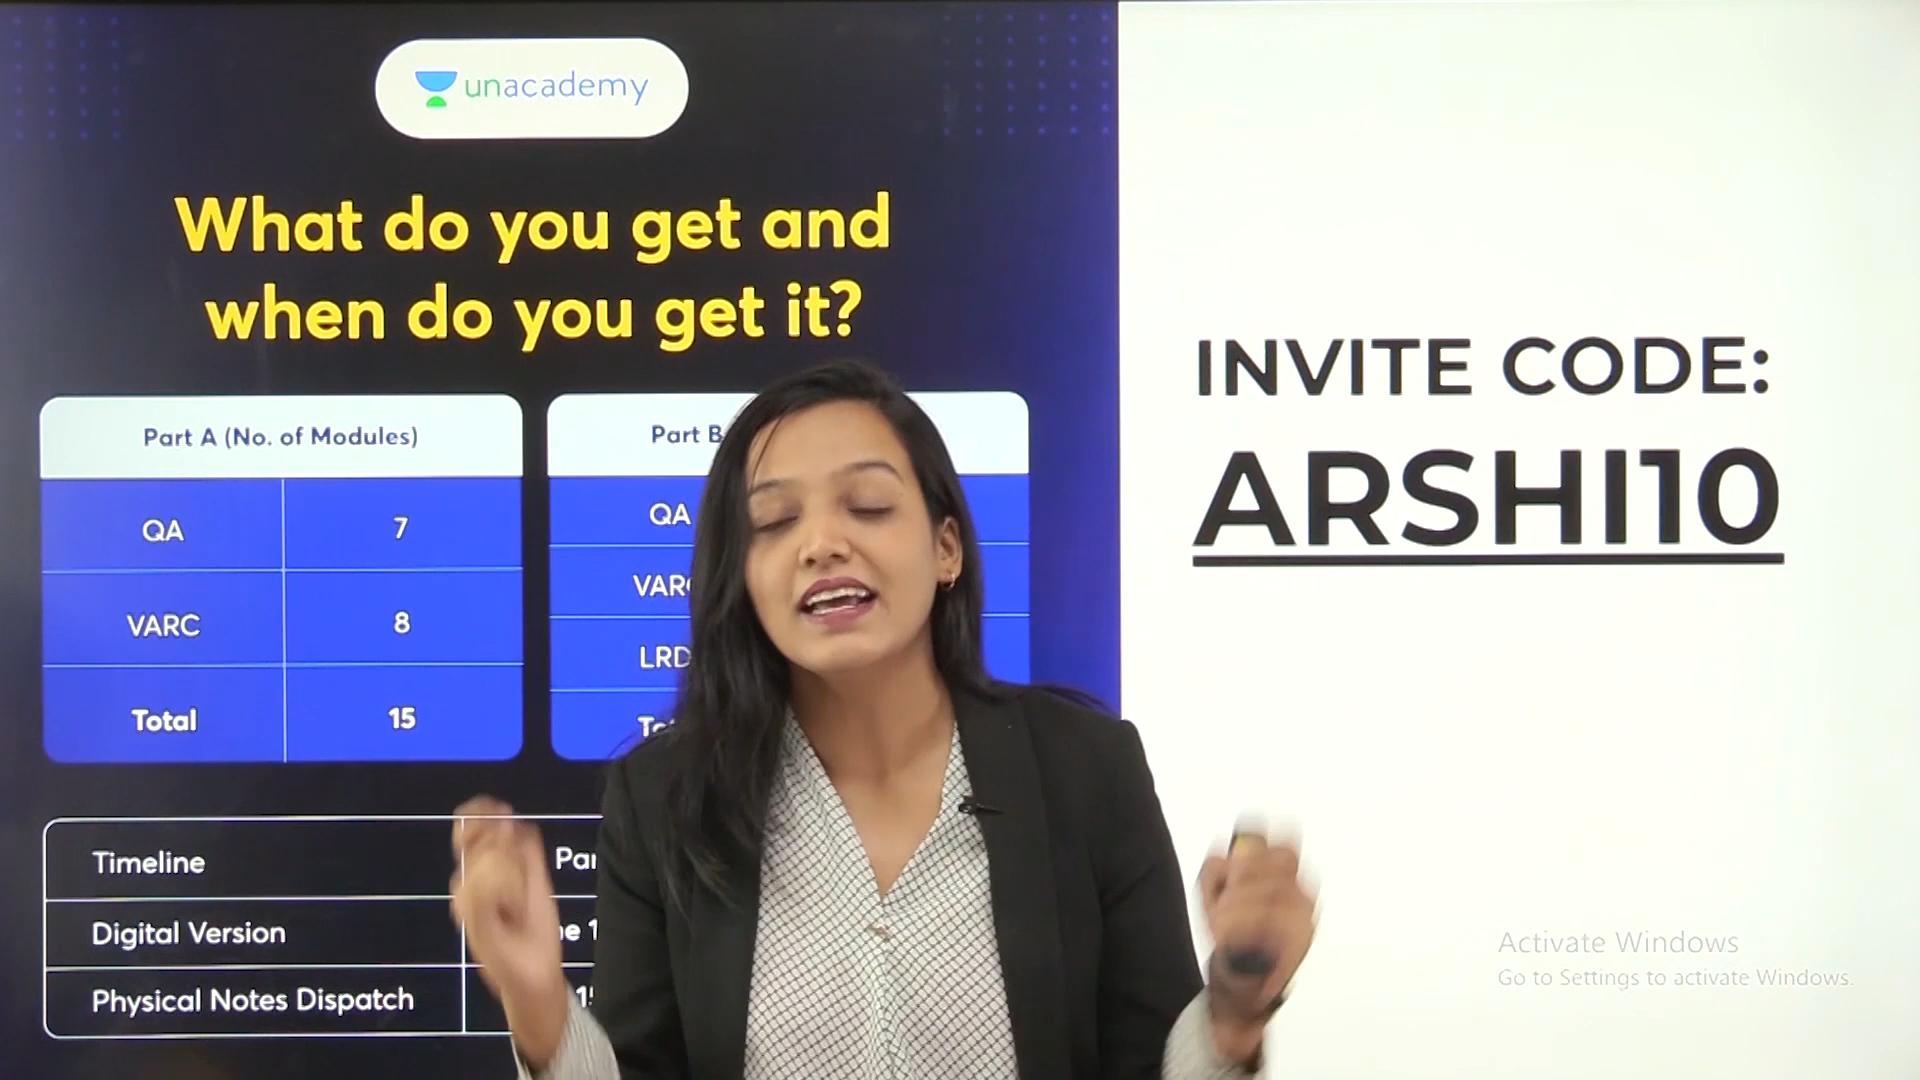 unacademy
What do you get and
when do you get it?
Part A (No. of Modules)
QA 7
VARC 8
Total 15
Part B
QA
Timeline
Digital Version
Physical Notes Dispatch
INVITE CODE:
ARSHI10
Activate Windows
Go to Settings to activate Windows.